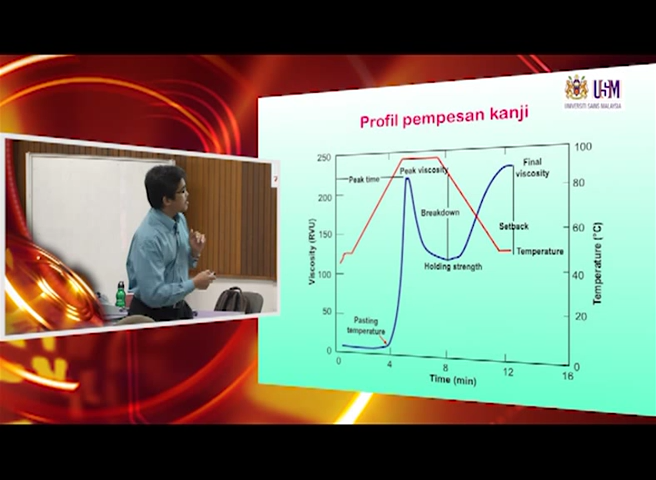 USM
UNIVERSITI SAINS MALAYSIA
Profil pempesan kanji
250
200
150
100
50
0
Viscosity (RVU)
100
80
60
40
20
0
Temperature (°C)
Peak time
Peak viscosity
Final
viscosity
Breakdown
Setback
Temperature
Holding strength
Pasting
temperature
0
4
8
12
16
Time (min)